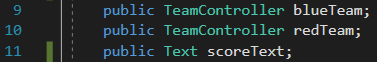 9 public TeamController blueTeam;
10 public TeamController redTeam;
11 public Text scoreText;